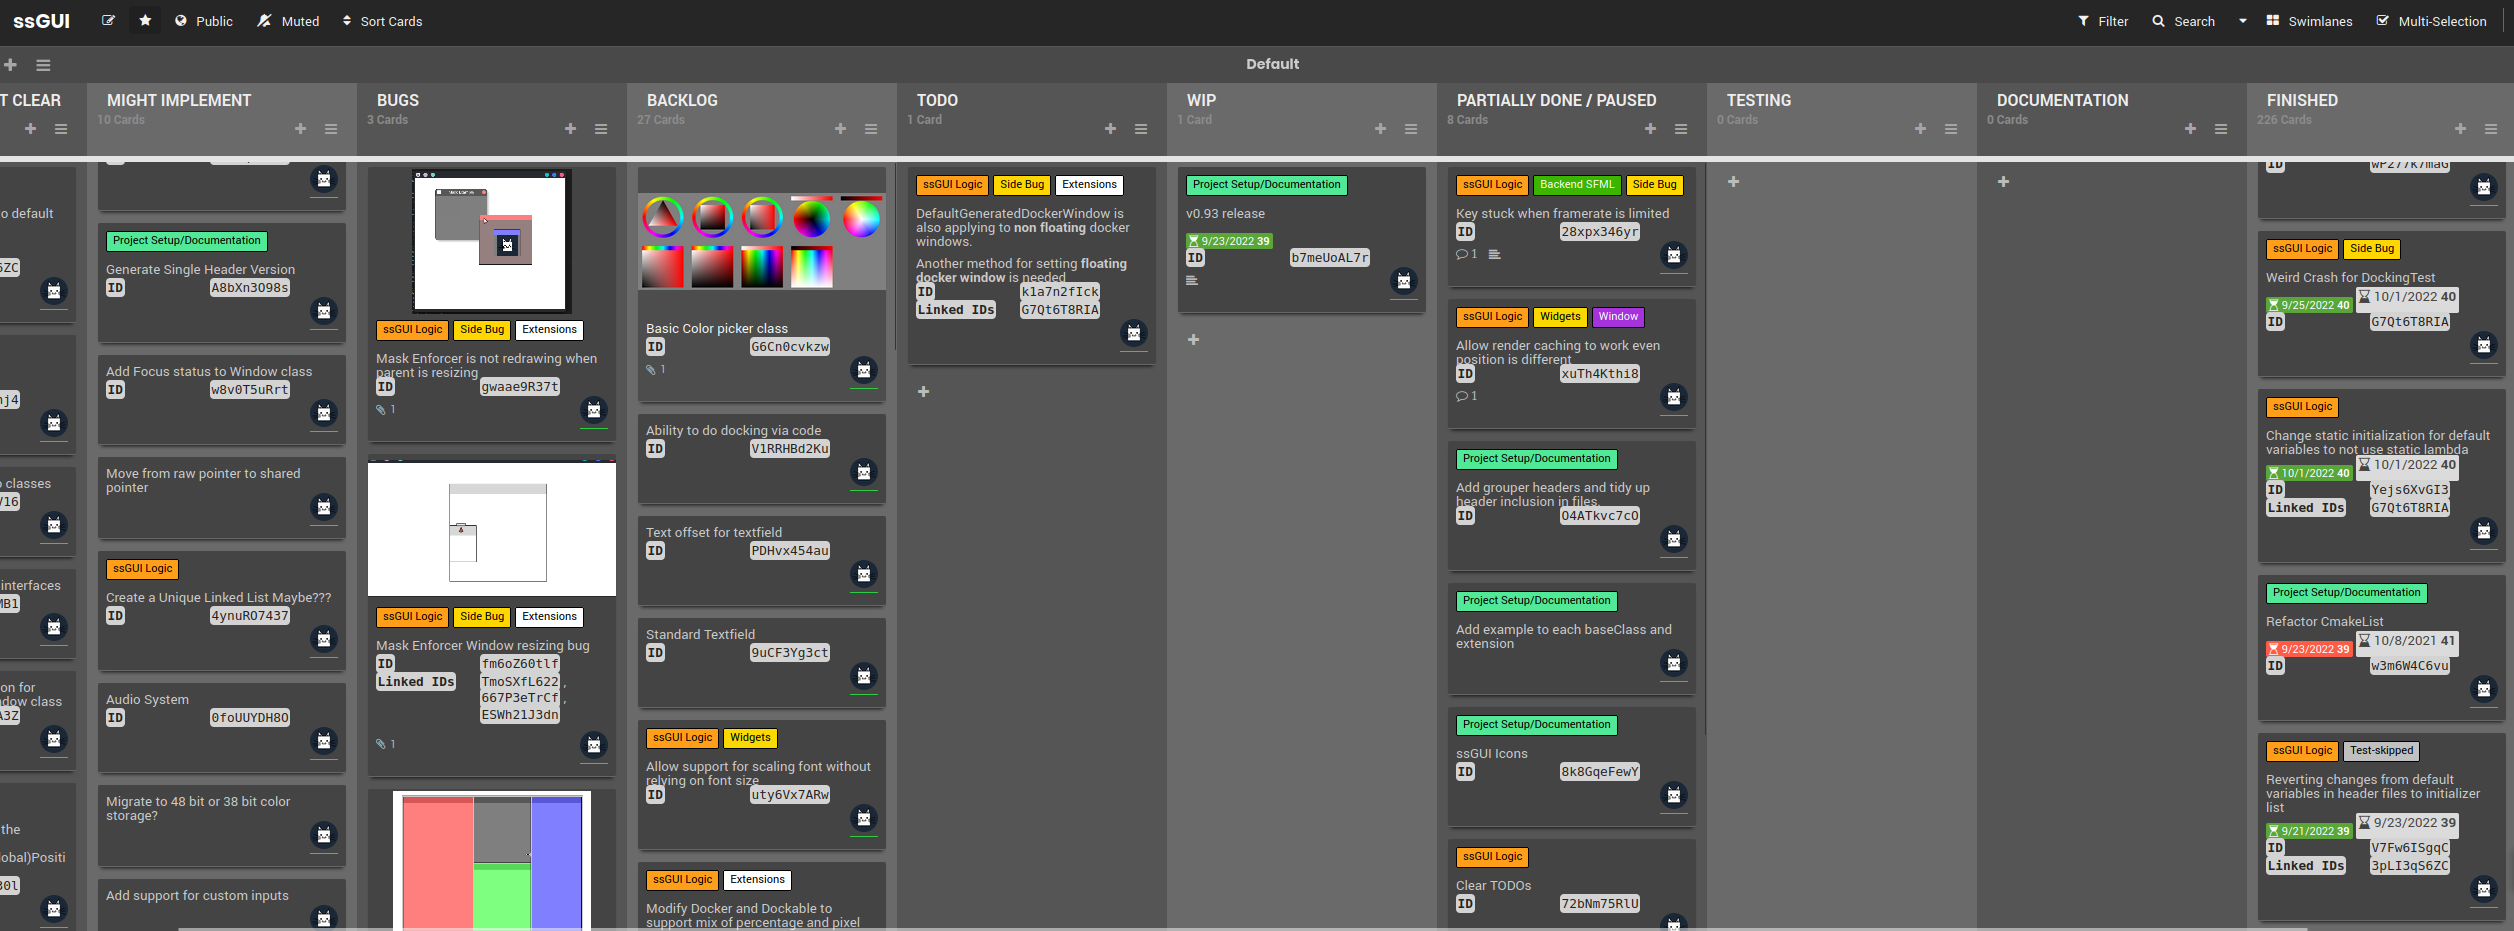 ssGUI
Public
Muted
Sort Cards
Filter
Search
Swimlanes
Multi-Selection
Default
T CLEAR
o default
6ZC
nj4
o classes
V16
interfaces
MB1
on for
dow class
A3Z
the
lobal)Positi
30l
MIGHT IMPLEMENT
10 Cards
Project Setup/Documentation
Generate Single Header Version
ID A8bXn3O98s
Add Focus status to Window class
ID w8v0T5uRrt
Move from raw pointer to shared
pointer
ssGUI Logic
Create a Unique Linked List Maybe???
ID 4ynuRO7437
Audio System
ID 0foUUYDH8O
Migrate to 48 bit or 38 bit color
storage?
Add support for custom inputs
BUGS
3 Cards
ssGUI Logic Side Bug Extensions
Mask Enforcer is not redrawing when
parent is resizing
ID gwaae9R37t
1
ssGUI Logic Side Bug Extensions
Mask Enforcer Window resizing bug
ID fm6oZ60tlf
Linked IDs TmoSXfL622 ,
667P3eTrCf ,
ESWh21J3dn
1
BACKLOG
27 Cards
Basic Color picker class
ID G6Cn0cvkzw
1
Ability to do docking via code
ID V1RRHBd2Ku
Text offset for textfield
ID PDHvx454au
Standard Textfield
ID 9uCF3Yg3ct
ssGUI Logic Widgets
Allow support for scaling font without
relying on font size
ID uty6Vx7ARw
ssGUI Logic Extensions
Modify Docker and Dockable to
support mix of percentage and pixel
TODO
1 Card
ssGUI Logic Side Bug Extensions
DefaultGeneratedDockerWindow is
also applying to non floating docker
windows.
Another method for setting floating
docker window is needed
ID k1a7n2fIck
Linked IDs G7Qt6T8RIA
WIP
1 Card
Project Setup/Documentation
v0.93 release
9/23/2022 39
ID b7meUoAL7r
PARTIALLY DONE / PAUSED
8 Cards
ssGUI Logic Backend SFML Side Bug
Key stuck when framerate is limited
ID 28xpx346yr
1
ssGUI Logic Widgets Window
Allow render caching to work even
position is different
ID xuTh4Kthi8
1
Project Setup/Documentation
Add grouper headers and tidy up
header inclusion in files.
ID O4ATkvc7cO
Project Setup/Documentation
Add example to each baseClass and
extension
Project Setup/Documentation
ssGUI Icons
ID 8k8GqeFewY
ssGUI Logic
Clear TODOs
ID 72bNm75RlU
TESTING
0 Cards
DOCUMENTATION
0 Cards
FINISHED
226 Cards
ID wP277k7maG
ssGUI Logic Side Bug
Weird Crash for DockingTest
9/25/2022 40 10/1/2022 40
ID G7Qt6T8RIA
ssGUI Logic
Change static initialization for default
variables to not use static lambda
10/1/2022 40 10/1/2022 40
ID Yejs6XvGI3
Linked IDs G7Qt6T8RIA
Project Setup/Documentation
Refactor CmakeList
9/23/2022 39 10/8/2021 41
ID w3m6W4C6vu
ssGUI Logic Test-skipped
Reverting changes from default
variables in header files to initializer
list
9/21/2022 39 9/23/2022 39
ID V7Fw6ISgqC
Linked IDs 3pLI3qS6ZC